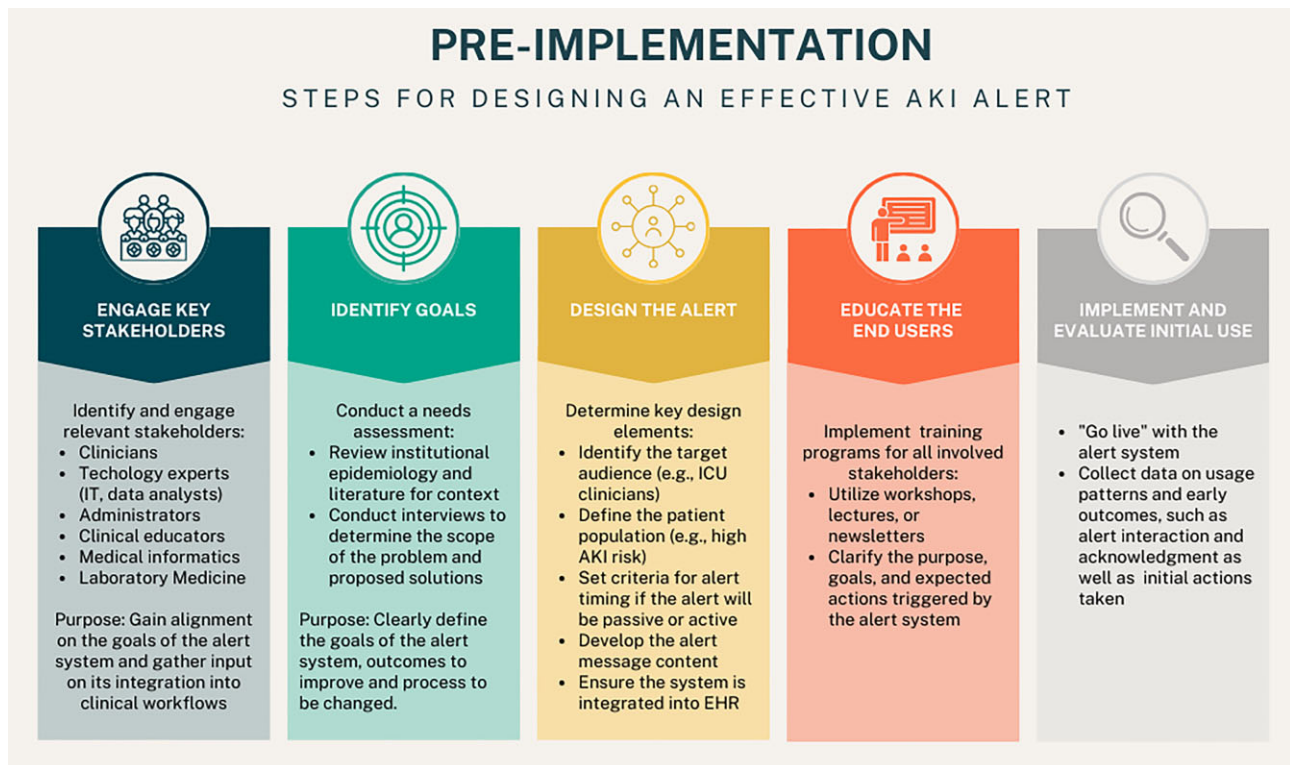 PRE-IMPLEMENTATION
STEPS FOR DESIGNING AN EFFECTIVE AKI ALERT
ENGAGE KEY
STAKEHOLDERS
Identify and engage
relevant stakeholders:
• Clinicians
• Techology experts
(IT, data analysts)
• Administrators
• Clinical educators
• Medical informatics
• Laboratory Medicine
Purpose: Gain alignment
on the goals of the alert
system and gather input
on its integration into
clinical workflows
IDENTIFY GOALS
Conduct a needs
assessment:
• Review institutional
epidemiology and
literature for context
• Conduct interviews to
determine the scope
of the problem and
proposed solutions
Purpose: Clearly define
the goals of the alert
system, outcomes to
improve and process to
be changed.
DESIGN THE ALERT
Determine key design
elements:
• Identify the target
audience (e.g., ICU
clinicians)
• Define the patient
population (e.g., high
AKI risk)
• Set criteria for alert
timing if the alert will
be passive or active
• Develop the alert
message content
• Ensure the system is
integrated into EHR
EDUCATE THE
END USERS
Implement training
programs for all involved
stakeholders:
• Utilize workshops,
lectures, or
newsletters
• Clarify the purpose,
goals, and expected
actions triggered by
the alert system
IMPLEMENT AND
EVALUATE INITIAL USE
• "Go live" with the
alert system
• Collect data on usage
patterns and early
outcomes, such as
alert interaction and
acknowledgment as
well as initial actions
taken